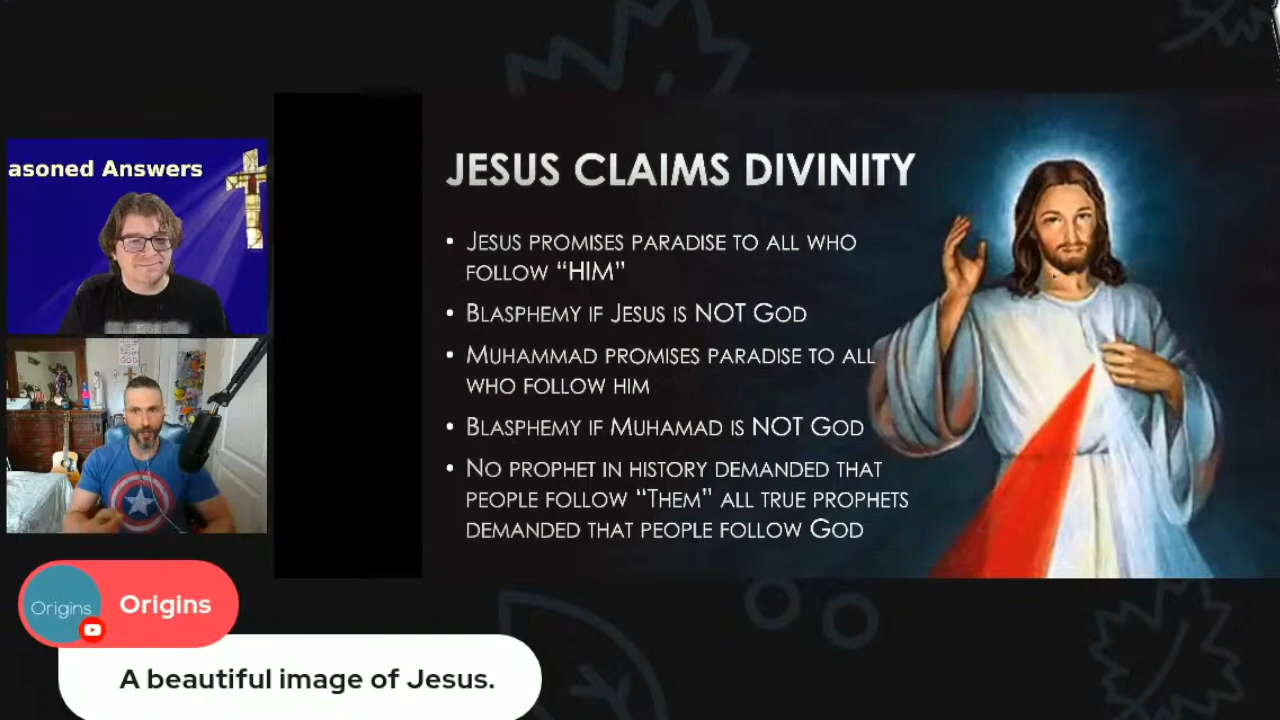 asoned Answers
JESUS CLAIMS DIVINITY
• JESUS PROMISES PARADISE TO ALL WHO
FOLLOW “HIM”
• BLASPHEMY IF JESUS IS NOT GOD
• MUHAMMAD PROMISES PARADISE TO ALL
WHO FOLLOW HIM
• BLASPHEMY IF MUHAMAD IS NOT GOD
• NO PROPHET IN HISTORY DEMANDED THAT
PEOPLE FOLLOW “THEM” ALL TRUE PROPHETS
DEMANDED THAT PEOPLE FOLLOW GOD
Origins
Origins
A beautiful image of Jesus.